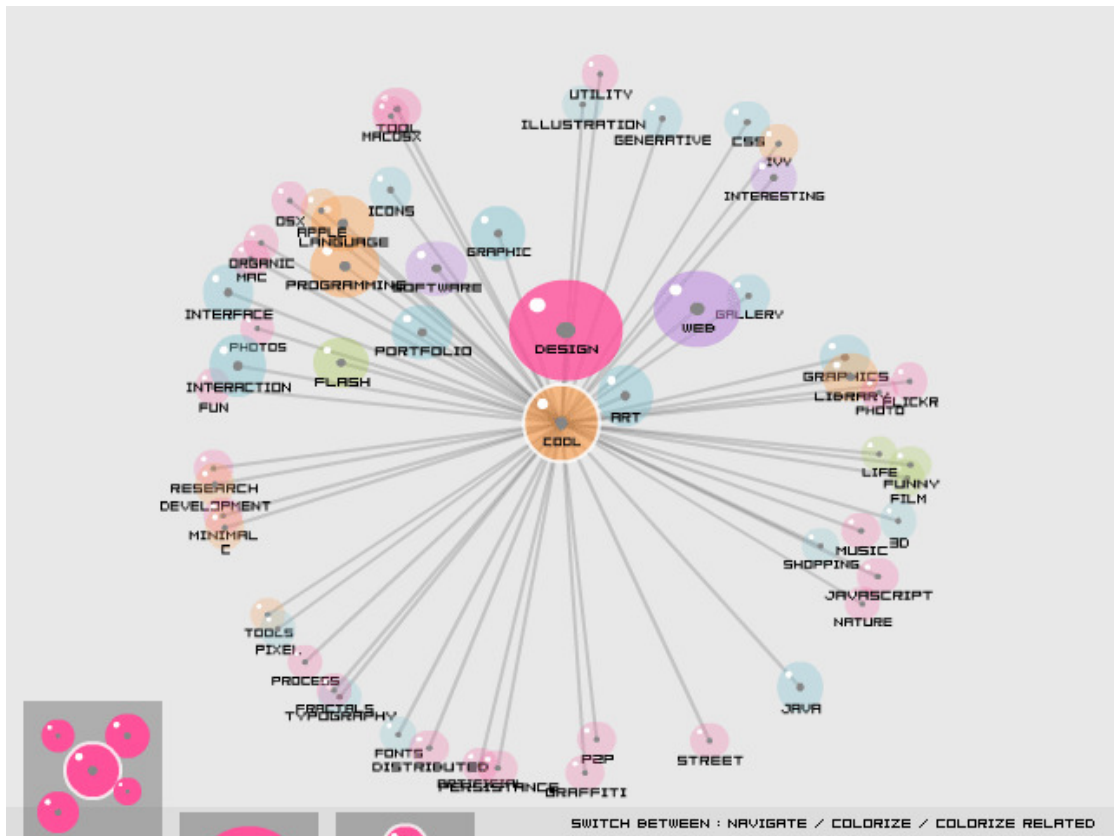 UTILITY
ILLUSTRATION
TOOL
MACOSX
GENERATIVE
CSS
IVY
INTERESTING
ICONS
OSX
APPLE
LANGUAGE
GRAPHIC
ORGANIC
MAC
PROGRAMMING
SOFTWARE
INTERFACE
GALLERY
WEB
PHOTOS
DESIGN
PORTFOLIO
GRAPHICS
FLASH
INTERACTION
LIBRARY
FLICKR
FUN
PHOTO
ART
COOL
LIFE
FUNNY
RESEARCH
FILM
DEVELOPMENT
MINIMAL
3D
C
MUSIC
SHOPPING
JAVASCRIPT
NATURE
TOOLS
PIXEL
PROCESS
FRACTALS
TYPOGRAPHY
JAVA
FONTS
P2P
STREET
DISTRIBUTED
ARTIFICIAL
PERSISTANCE
GRAFFITI
SWITCH BETWEEN : NAVIGATE / COLORIZE / COLORIZE RELATED